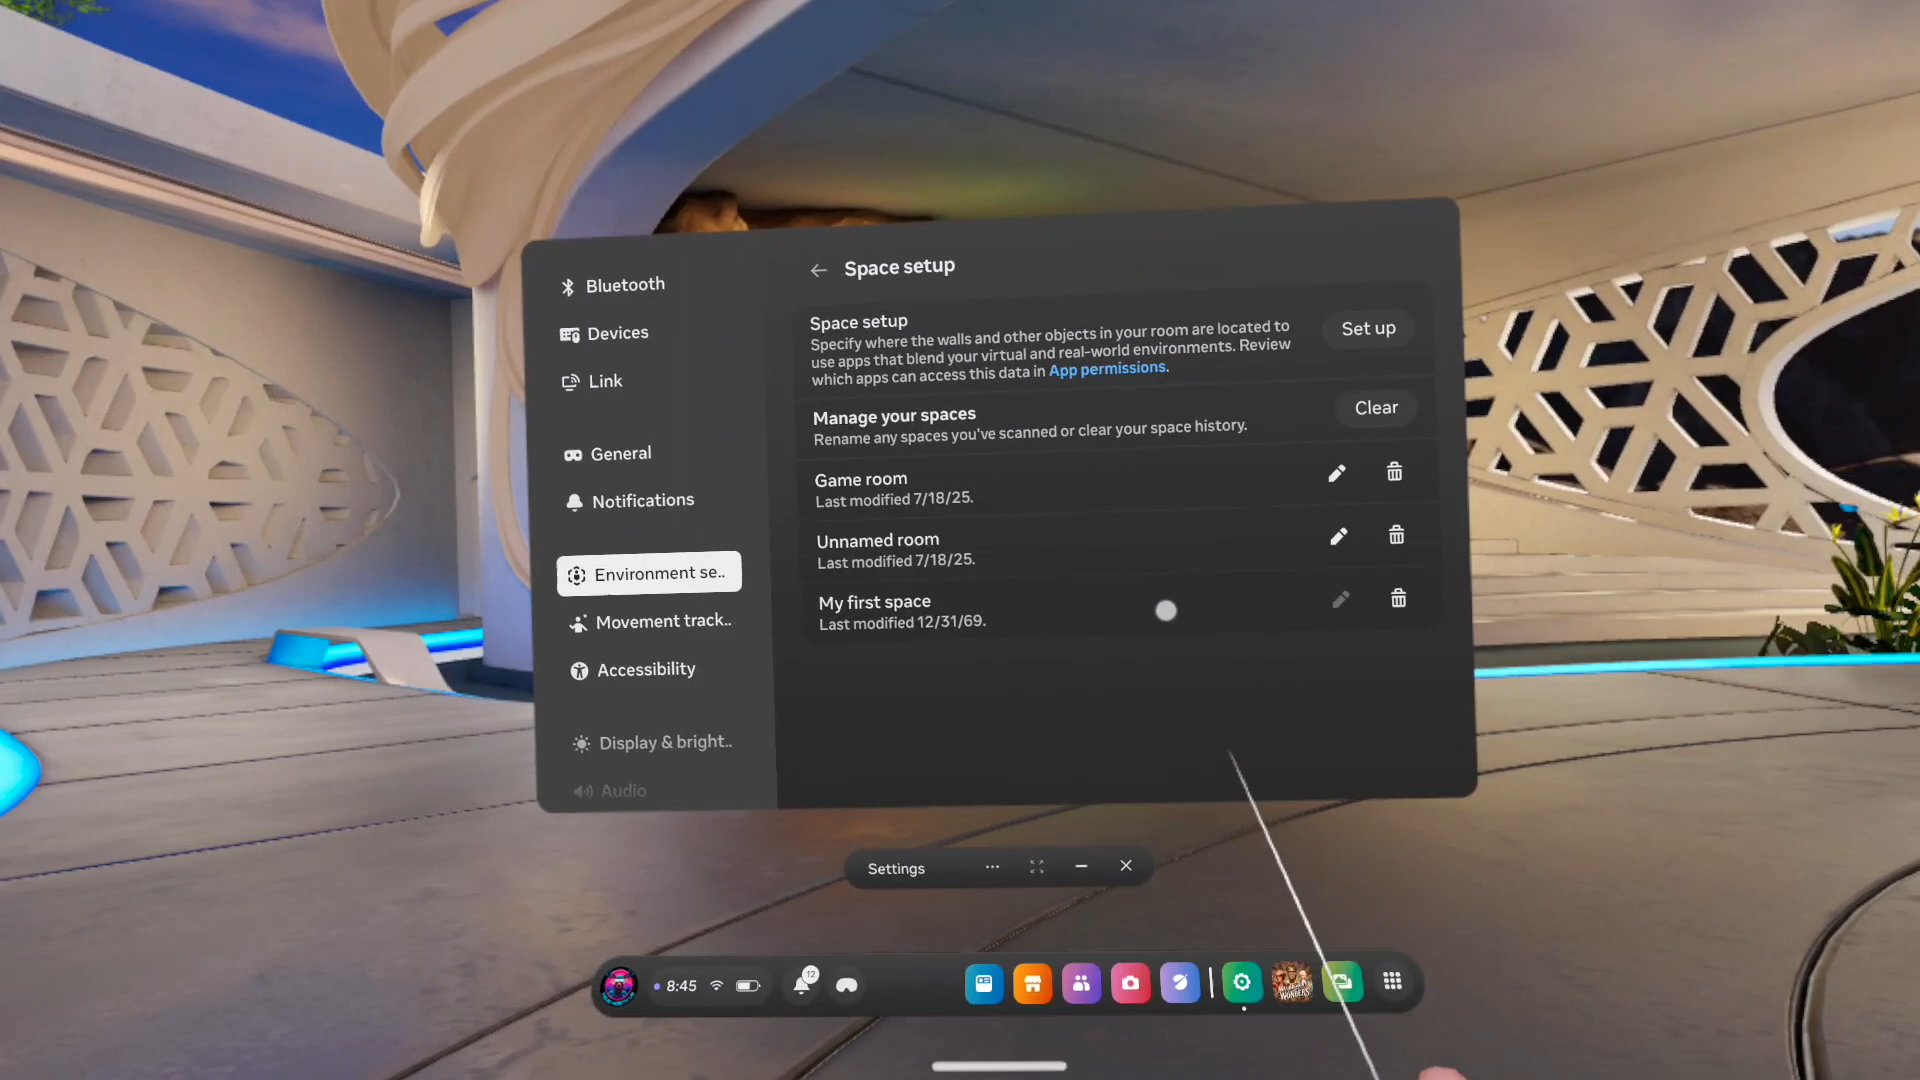 Bluetooth
Devices
Link
General
Notifications
Environment se..
Movement track..
Accessibility
Display & bright..
Audio
Space setup
Space setup
Specify where the walls and other objects in your room are located to
use apps that blend your virtual and real-world environments. Review
which apps can access this data in App permissions.
Set up
Manage your spaces
Rename any spaces you've scanned or clear your space history.
Clear
Game room
Last modified 7/18/25.
Unnamed room
Last modified 7/18/25.
My first space
Last modified 12/31/69.
Settings
8:45
12
WONDERS